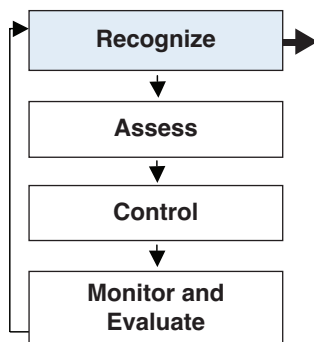 Recognize
Assess
Control
Monitor and
Evaluate